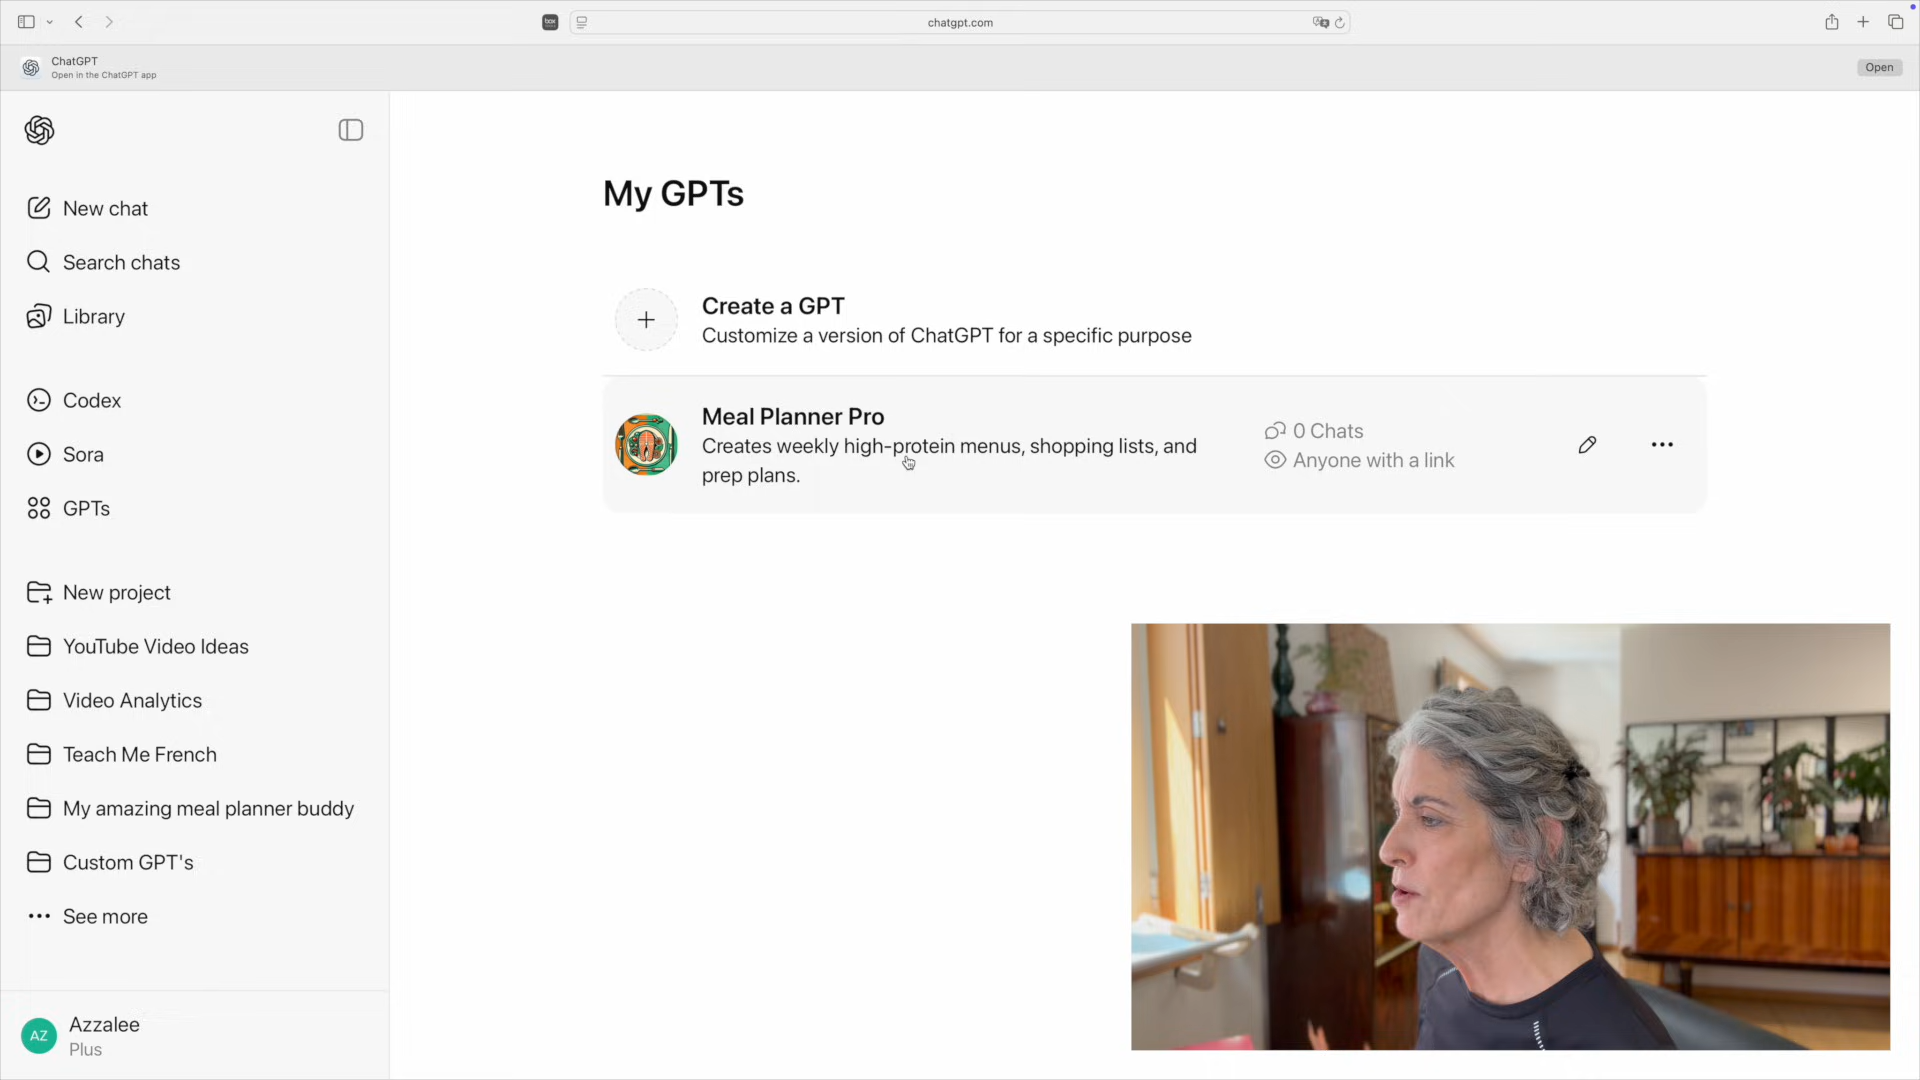 chatgpt.com
ChatGPT
Open in the ChatGPT app
Open
New chat
Search chats
Library
Codex
Sora
GPTs
New project
YouTube Video Ideas
Video Analytics
Teach Me French
My amazing meal planner buddy
Custom GPT's
See more
AZ
Azzalee
Plus
My GPTs
Create a GPT
Customize a version of ChatGPT for a specific purpose
Meal Planner Pro
Creates weekly high-protein menus, shopping lists, and
prep plans.
0 Chats
Anyone with a link